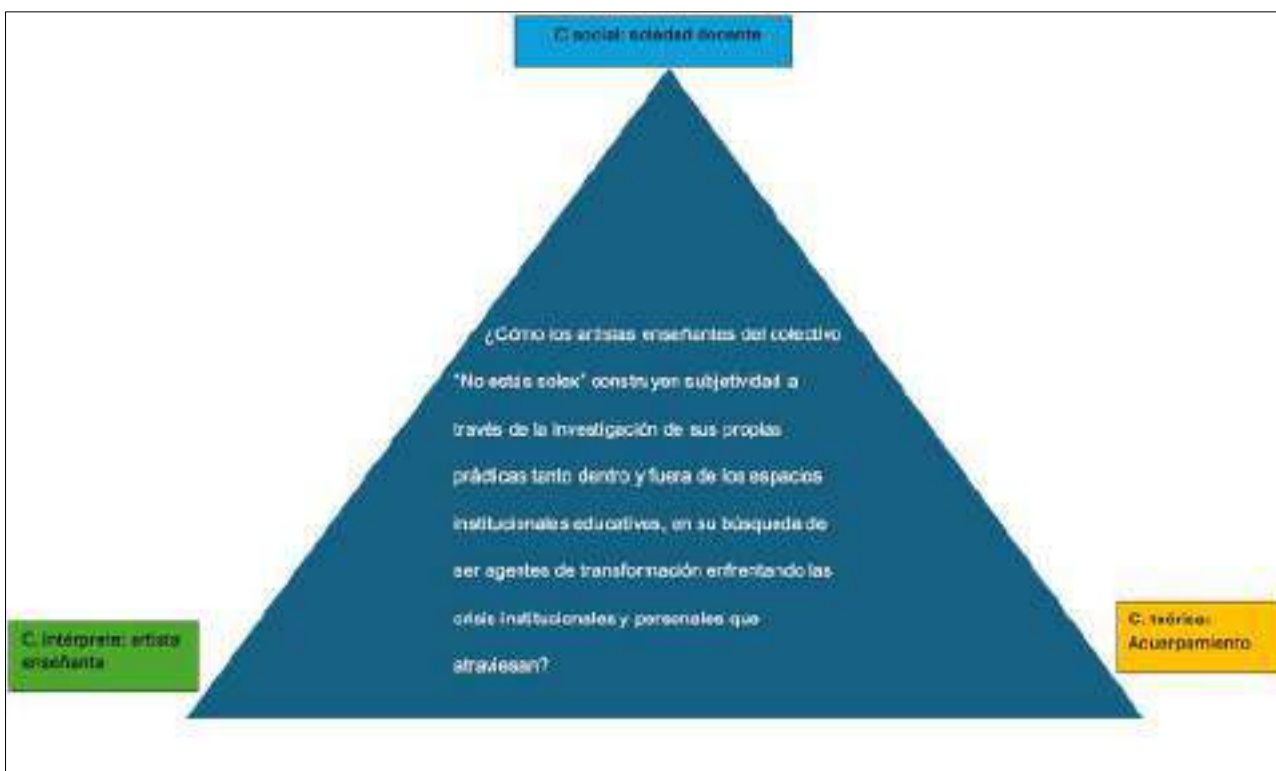 C social: soledad docente
¿Cómo los artistas enseñantes del colectivo
"No estás solex" construyen subjetividad a
través de la investigación de sus propias
prácticas tanto dentro y fuera de los espacios
institucionales educativos, en su búsqueda de
ser agentes de transformación enfrentando las
crisis institucionales y personales que
atraviesan?
C. Intérprete: artista
enseñante
C. teórico:
Acuerpamiento